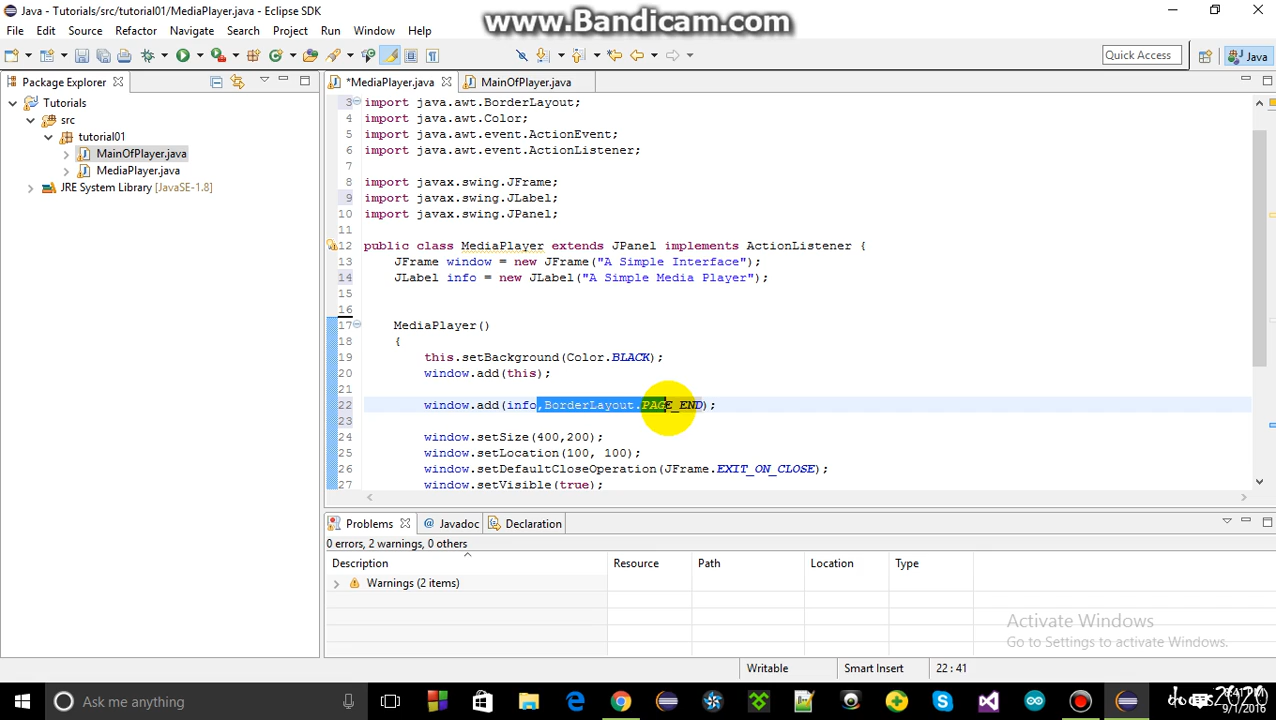 Java - Tutorials/src/tutorial01/MediaPlayer.java - Eclipse SDK
www.Bandicam.com
File Edit Source Refactor Navigate Search Project Run Window Help
Quick Access
Java
Package Explorer
*MediaPlayer.java
MainOfPlayer.java
Tutorials
src
tutorial01
MainOfPlayer.java
MediaPlayer.java
JRE System Library [JavaSE-1.8]
3 import java.awt.BorderLayout;
4 import java.awt.Color;
5 import java.awt.event.ActionEvent;
6 import java.awt.event.ActionListener;
7
8 import javax.swing.JFrame;
9 import javax.swing.JLabel;
10 import javax.swing.JPanel;
11
12 public class MediaPlayer extends JPanel implements ActionListener {
13 JFrame window = new JFrame("A Simple Interface");
14 JLabel info = new JLabel("A Simple Media Player");
15
16
17 MediaPlayer()
18 {
19 this.setBackground(Color.BLACK);
20 window.add(this);
21
22 window.add(info,BorderLayout.PAGE_END);
23
24 window.setSize(400,200);
25 window.setLocation(100, 100);
26 window.setDefaultCloseOperation(JFrame.EXIT_ON_CLOSE);
27 window.setVisible(true);
Problems
@ Javadoc
Declaration
0 errors, 2 warnings, 0 others
Description Resource Path Location Type
Warnings (2 items)
Activate Windows
Go to Settings to activate Windows.
Writable Smart Insert 22 : 41
Ask me anything
9/1/2016